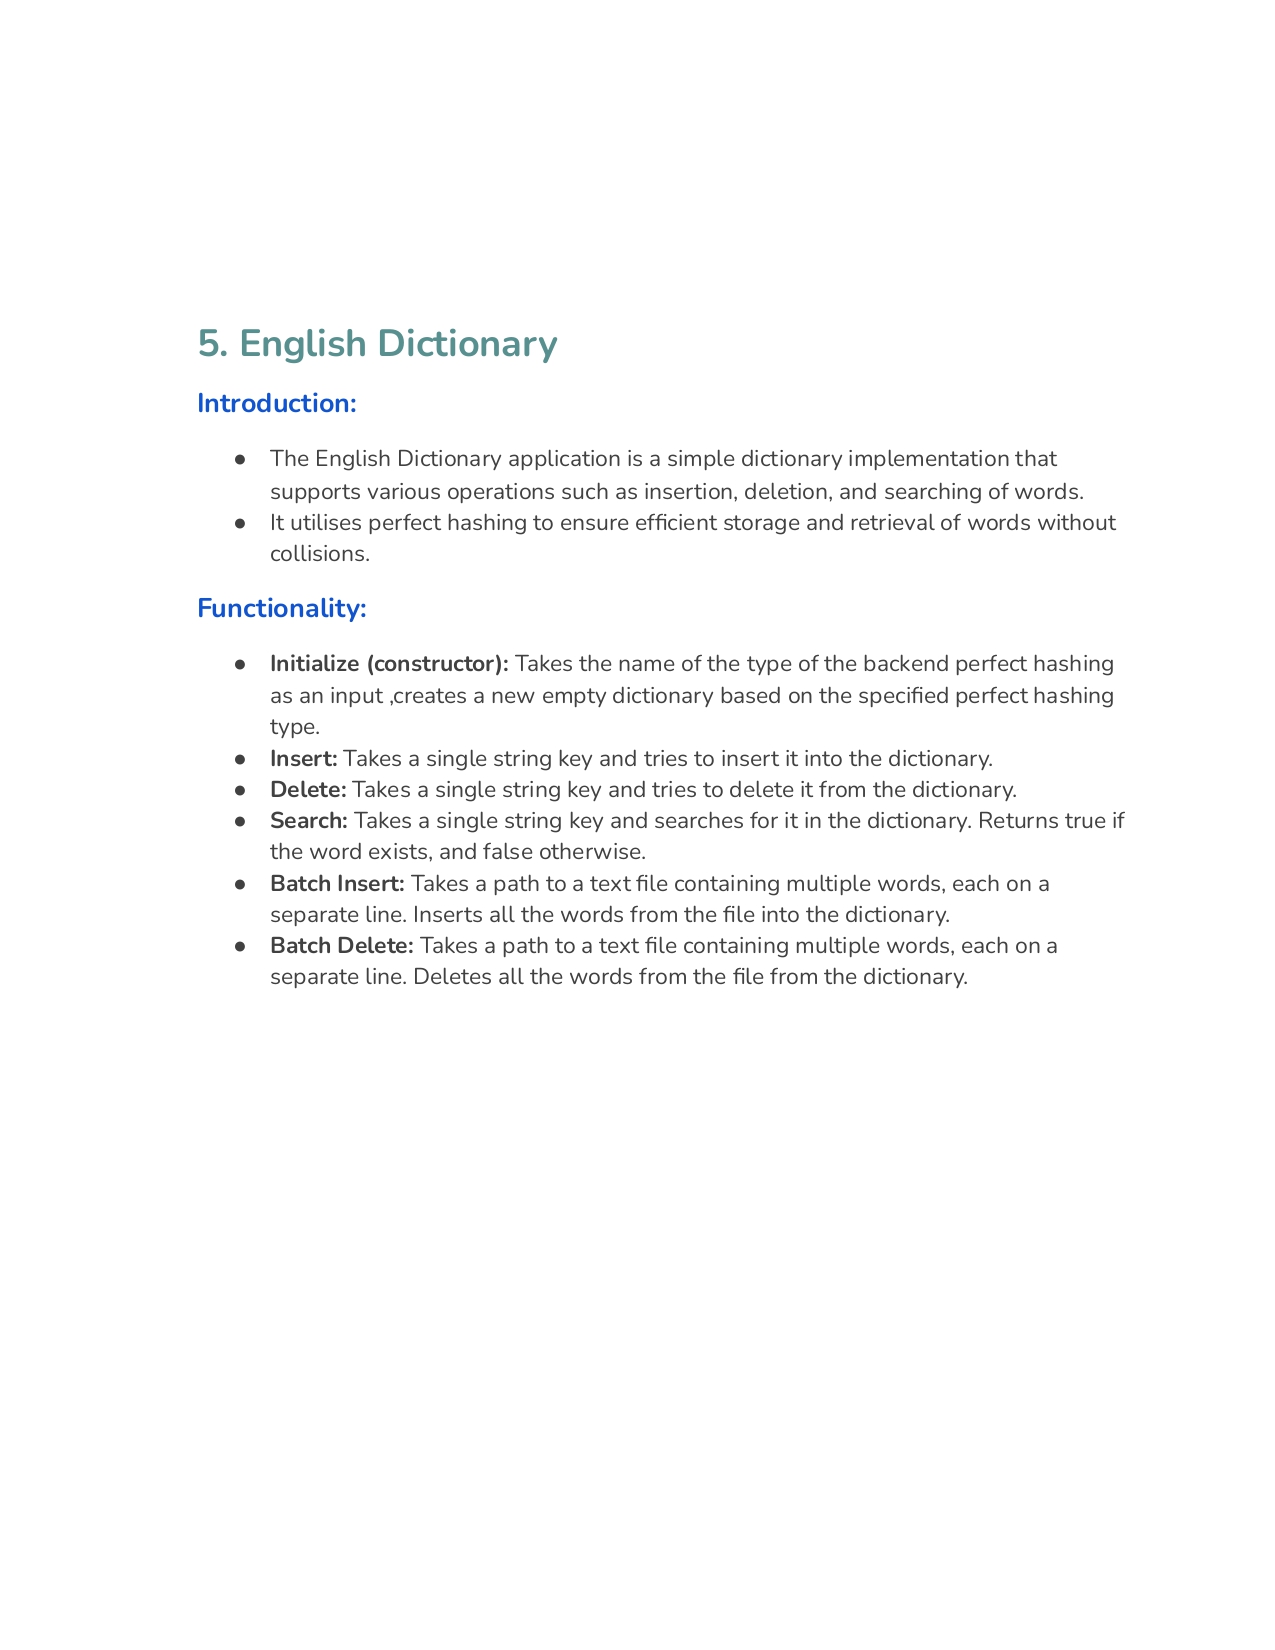 5. English Dictionary
Introduction:
● The English Dictionary application is a simple dictionary implementation that
supports various operations such as insertion, deletion, and searching of words.
● It utilises perfect hashing to ensure efficient storage and retrieval of words without
collisions.
Functionality:
● Initialize (constructor): Takes the name of the type of the backend perfect hashing
as an input ,creates a new empty dictionary based on the specified perfect hashing
type.
● Insert: Takes a single string key and tries to insert it into the dictionary.
● Delete: Takes a single string key and tries to delete it from the dictionary.
● Search: Takes a single string key and searches for it in the dictionary. Returns true if
the word exists, and false otherwise.
● Batch Insert: Takes a path to a text file containing multiple words, each on a
separate line. Inserts all the words from the file into the dictionary.
● Batch Delete: Takes a path to a text file containing multiple words, each on a
separate line. Deletes all the words from the file from the dictionary.